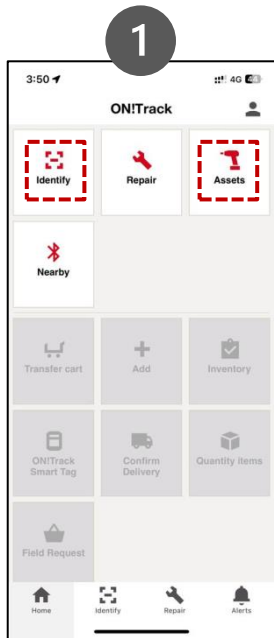 1
3:50 4G
ON!Track
Identify Repair Assets
Nearby
Transfer cart Add Inventory
ON!Track Confirm Quantity items
Smart Tag Delivery
Field Request
Home Identify Repair Alerts